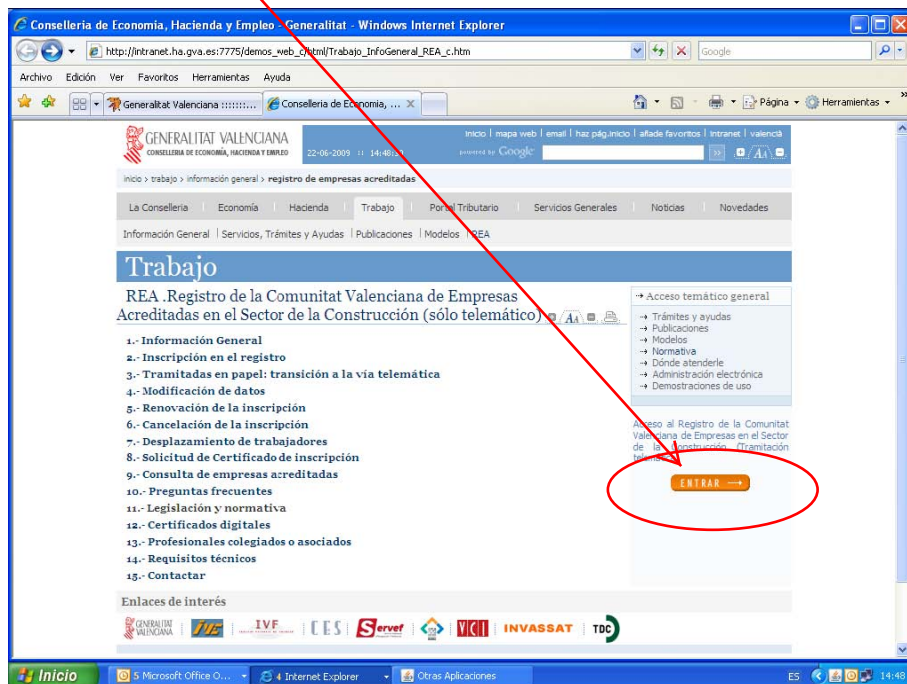 Conselleria de Economia, Hacienda y Empleo - Generalitat - Windows Internet Explorer
http://intranet.ha.gva.es:7775/demos_web_c/html/Trabajo_InfoGeneral_REA_c.htm
Google
Archivo Edición Ver Favoritos Herramientas Ayuda
Generalitat Valenciana :::::::... Conselleria de Economia, ... Página Herramientas
GENERALITAT VALENCIANA
CONSELLERIA DE ECONOMÍA, HACIENDA Y EMPLEO
inicio | mapa web | email | haz pág.inicio | añade favoritos | intranet | valencià
22-06-2009 :: 14:48: powered by Google
inicio > trabajo > información general > registro de empresas acreditadas
La Conselleria Economía Hacienda Trabajo Portal Tributario Servicios Generales Noticias Novedades
Información General | Servicios, Trámites y Ayudas | Publicaciones | Modelos | REA
Trabajo
REA .Registro de la Comunitat Valenciana de Empresas
Acreditadas en el Sector de la Construcción (sólo telemático)
1.- Información General
2.- Inscripción en el registro
3.- Tramitadas en papel: transición a la vía telemática
4.- Modificación de datos
5.- Renovación de la inscripción
6.- Cancelación de la inscripción
7.- Desplazamiento de trabajadores
8.- Solicitud de Certificado de inscripción
9.- Consulta de empresas acreditadas
10.- Preguntas frecuentes
11.- Legislación y normativa
12.- Certificados digitales
13.- Profesionales colegiados o asociados
14.- Requisitos técnicos
15.- Contactar
Acceso temático general
Trámites y ayudas
Publicaciones
Modelos
Normativa
Dónde atenderle
Administración electrónica
Demostraciones de uso
Acceso al Registro de la Comunitat
Valenciana de Empresas en el Sector
de la Construcción (Tramitación
ENTRAR
Enlaces de interés
GENERALITAT VALENCIANA IVF CES Servef VCI INVASSAT TDC
Inicio 5 Microsoft Office O... 4 Internet Explorer Otras Aplicaciones ES 14:48